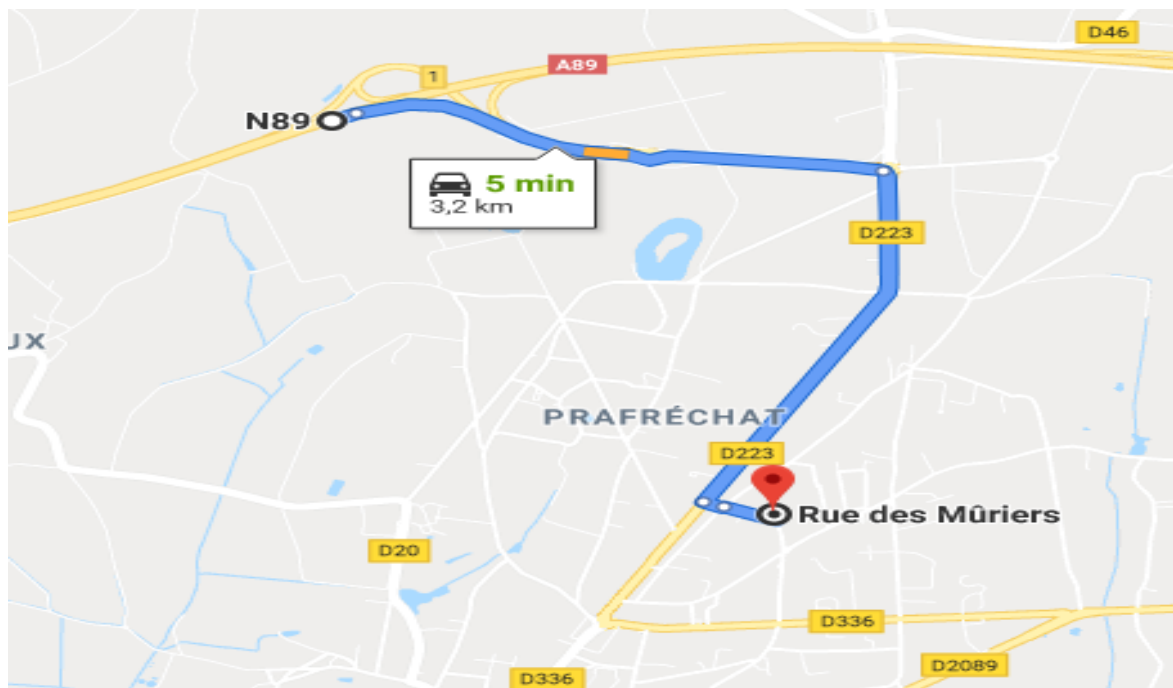 D46
A89
1
N89
5 min
3,2 km
D223
UX
PRAFRÉCHAT
D223
Rue des Mûriers
D20
D336
D2089
D336